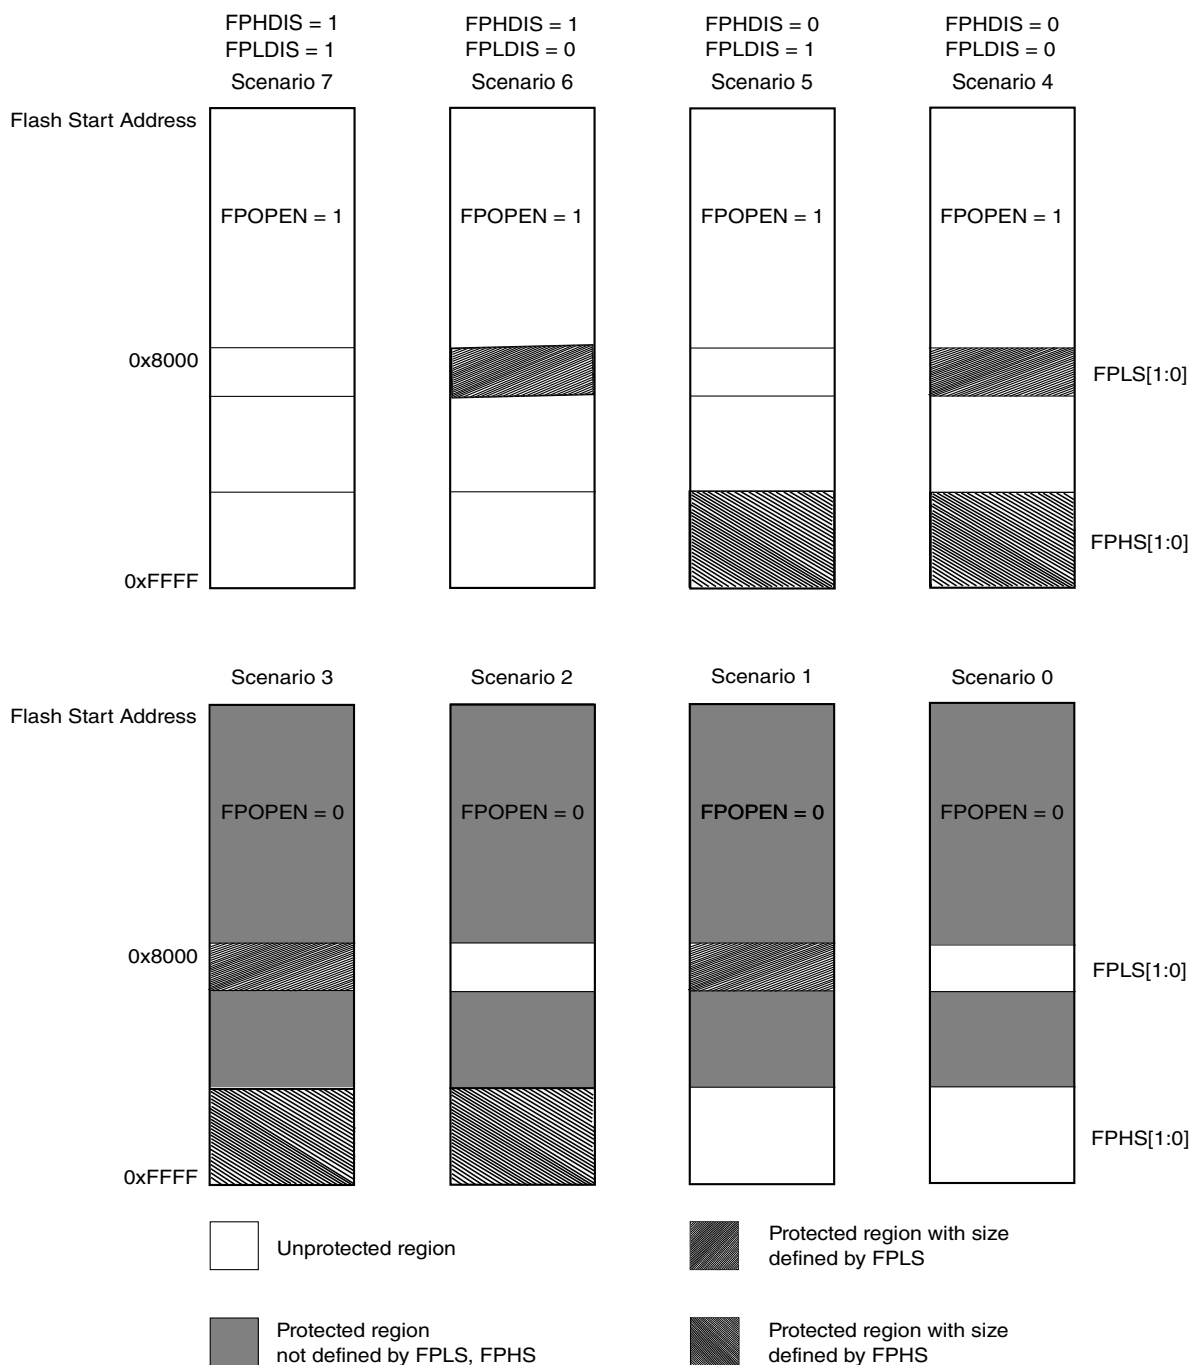 FPHDIS = 1 FPHDIS = 1 FPHDIS = 0 FPHDIS = 0
FPLDIS = 1 FPLDIS = 0 FPLDIS = 1 FPLDIS = 0
Scenario 7 Scenario 6 Scenario 5 Scenario 4
Flash Start Address
FPOPEN = 1 FPOPEN = 1 FPOPEN = 1 FPOPEN = 1
0x8000
FPLS[1:0]
FPHS[1:0]
0xFFFF
Scenario 3 Scenario 2 Scenario 1 Scenario 0
Flash Start Address
FPOPEN = 0 FPOPEN = 0 FPOPEN = 0 FPOPEN = 0
0x8000
FPLS[1:0]
FPHS[1:0]
0xFFFF
Unprotected region
Protected region with size
defined by FPLS
Protected region
not defined by FPLS, FPHS
Protected region with size
defined by FPHS